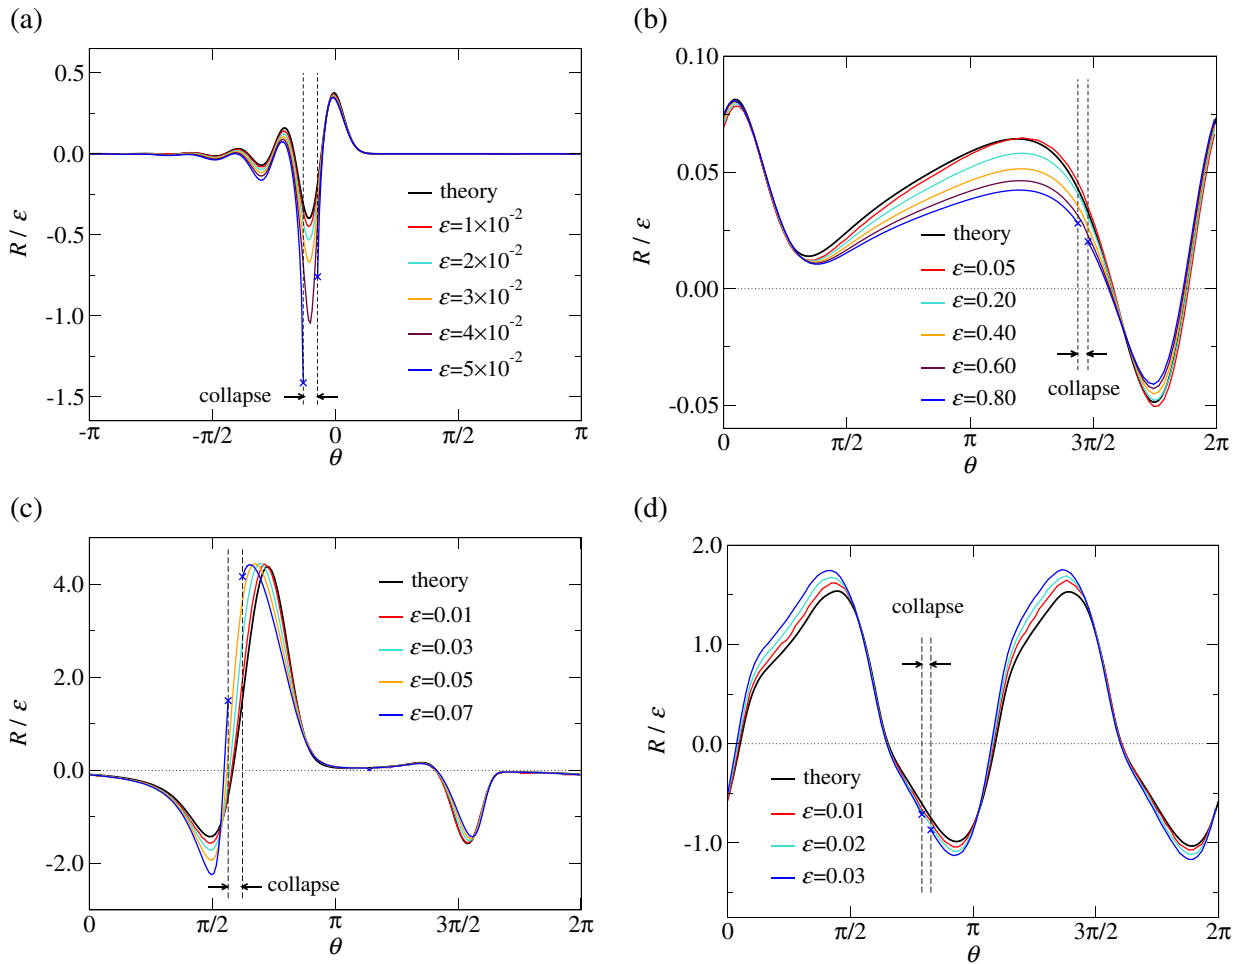 (a)
0.5
0.0
-0.5
-1.0
-1.5
R / ε
theory
ε=1×10⁻²
ε=2×10⁻²
ε=3×10⁻²
ε=4×10⁻²
ε=5×10⁻²
collapse
-π -π/2 0 π/2 π
θ
(b)
0.10
0.05
0.00
-0.05
R / ε
theory
ε=0.05
ε=0.20
ε=0.40
ε=0.60
ε=0.80
collapse
0 π/2 π 3π/2 2π
θ
(c)
4.0
2.0
0.0
-2.0
R / ε
theory
ε=0.01
ε=0.03
ε=0.05
ε=0.07
collapse
0 π/2 π 3π/2 2π
θ
(d)
2.0
1.0
0.0
-1.0
R / ε
collapse
theory
ε=0.01
ε=0.02
ε=0.03
0 π/2 π 3π/2 2π
θ